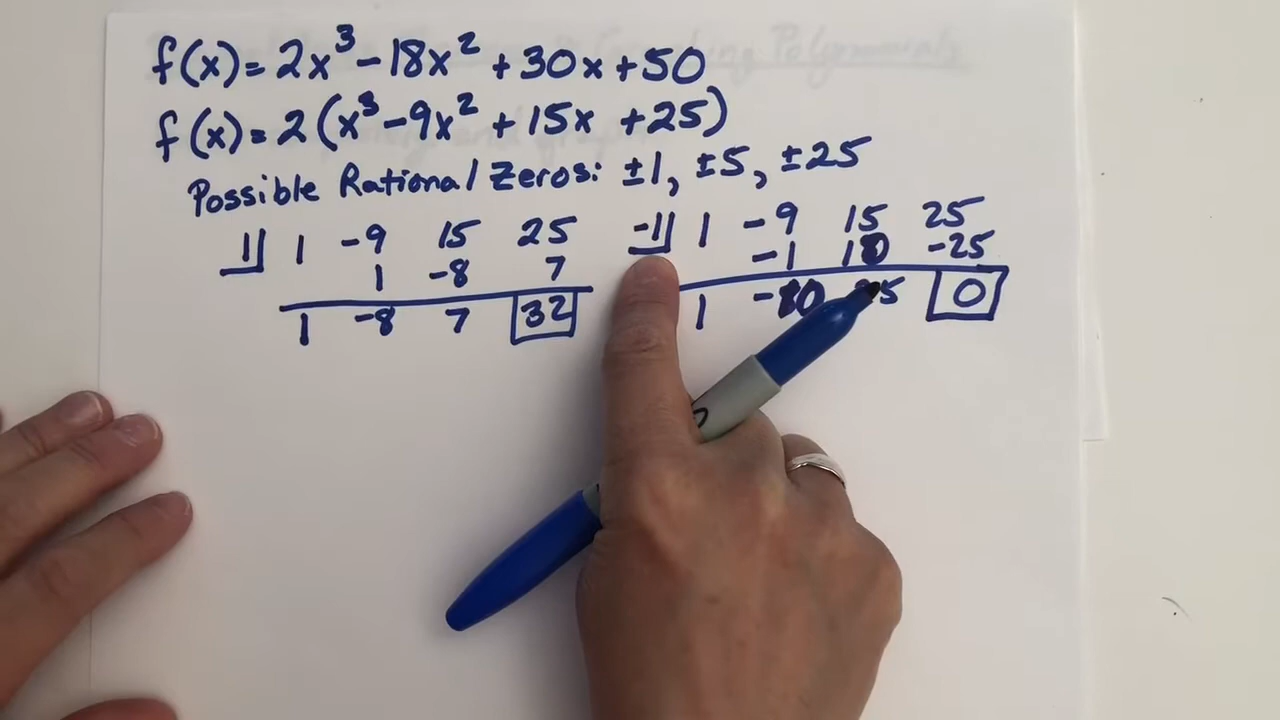 f(x) = 2x³ - 18x² + 30x + 50
f(x) = 2(x³ - 9x² + 15x + 25)
Possible Rational Zeros: ±1, ±5, ±25
1 1 -9 15 25
1 -8 7
1 -8 7 32
-1 1 -9 15 25
-1 10 -25
1 -10 25 0